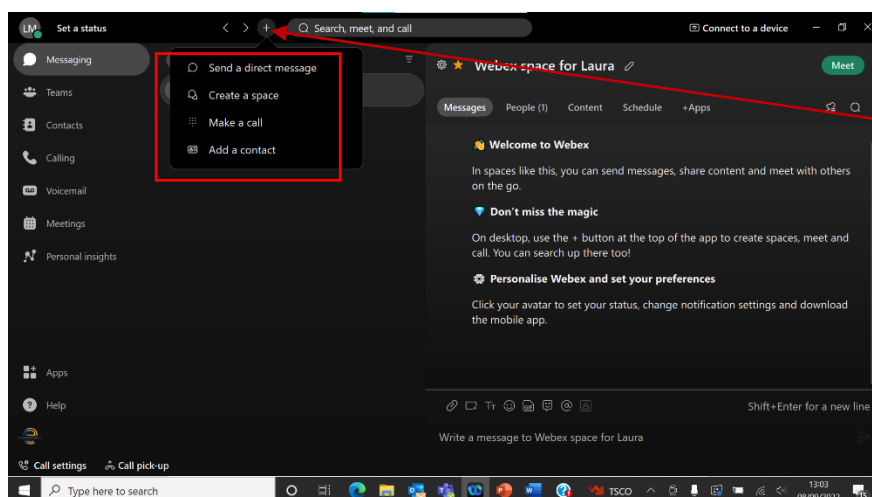 LM Set a status
Search, meet, and call
Connect to a device
Messaging
Teams
Contacts
Calling
Voicemail
Meetings
Personal insights
Apps
Help
Call settings
Call pick-up
Send a direct message
Create a space
Make a call
Add a contact
Webex space for Laura
Meet
Messages People (1) Content Schedule +Apps
Welcome to Webex
In spaces like this, you can send messages, share content and meet with others
on the go.
Don't miss the magic
On desktop, use the + button at the top of the app to create spaces, meet and
call. You can search up there too!
Personalise Webex and set your preferences
Click your avatar to set your status, change notification settings and download
the mobile app.
Shift+Enter for a new line
Write a message to Webex space for Laura
Type here to search
TSCO
13:03